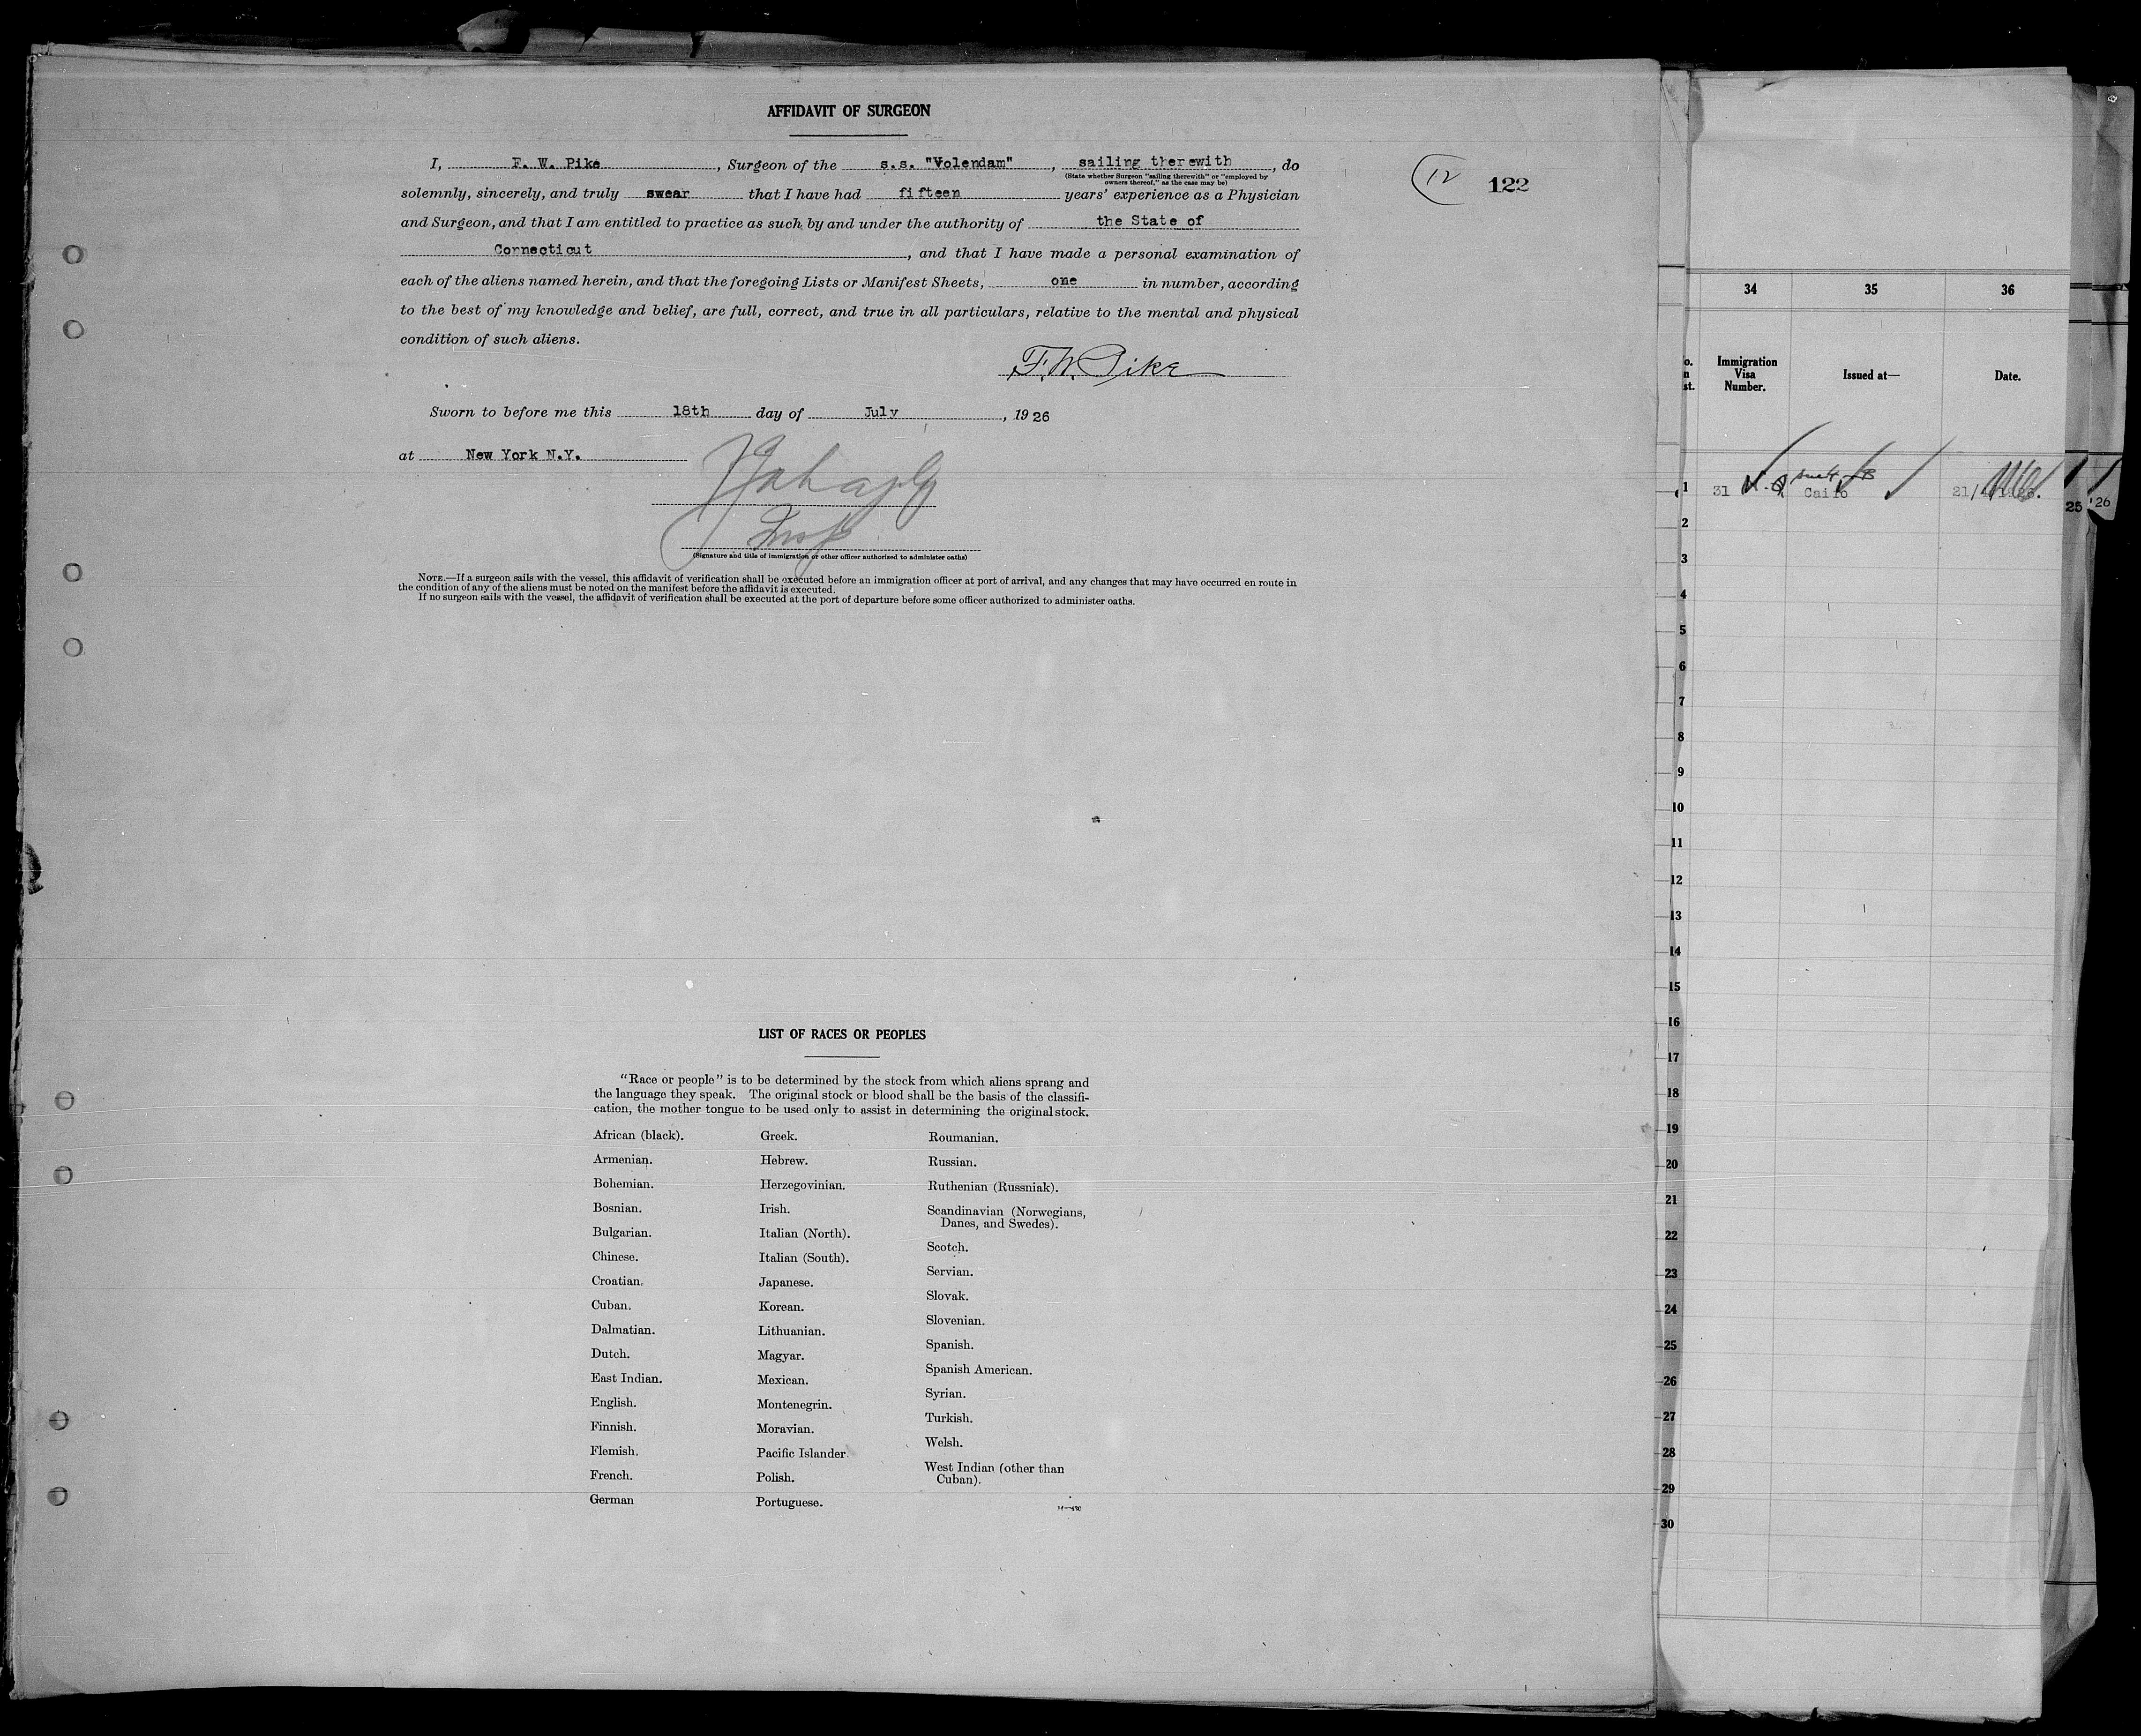 AFFIDAVIT OF SURGEON
I, F. W. Pike, Surgeon of the s.s. "Volendam", sailing therewith, do
(State whether Surgeon "sailing therewith" or "employed by
owners thereof," as the case may be)
solemnly, sincerely, and truly swear that I have had fifteen years' experience as a Physician
and Surgeon, and that I am entitled to practice as such by and under the authority of the State of
Connecticut, and that I have made a personal examination of
each of the aliens named herein, and that the foregoing Lists or Manifest Sheets, one in number, according
to the best of my knowledge and belief, are full, correct, and true in all particulars, relative to the mental and physical
condition of such aliens.
F. W. Pike
Sworn to before me this 18th day of July, 1926
at New York N.Y.
Insp
(Signature and title of immigration or other officer authorized to administer oaths)
NOTE.—If a surgeon sails with the vessel, this affidavit of verification shall be executed before an immigration officer at port of arrival, and any changes that may have occurred en route in
the condition of any of the aliens must be noted on the manifest before the affidavit is executed.
If no surgeon sails with the vessel, the affidavit of verification shall be executed at the port of departure before some officer authorized to administer oaths.
12
122
LIST OF RACES OR PEOPLES
"Race or people" is to be determined by the stock from which aliens sprang and
the language they speak. The original stock or blood shall be the basis of the classifi-
cation, the mother tongue to be used only to assist in determining the original stock.
African (black).
Armenian.
Bohemian.
Bosnian.
Bulgarian.
Chinese.
Croatian.
Cuban.
Dalmatian.
Dutch.
East Indian.
English.
Finnish.
Flemish.
French.
German
Greek.
Hebrew.
Herzegovinian.
Irish.
Italian (North).
Italian (South).
Japanese.
Korean.
Lithuanian.
Magyar.
Mexican.
Montenegrin.
Moravian.
Pacific Islander.
Polish.
Portuguese.
Roumanian.
Russian.
Ruthenian (Russniak).
Scandinavian (Norwegians,
Danes, and Swedes).
Scotch.
Servian.
Slovak.
Slovenian.
Spanish.
Spanish American.
Syrian.
Turkish.
Welsh.
West Indian (other than
Cuban).
34 35 36
Immigration
Visa
Number.
Issued at—
Date.
1 31 Cairo
25
'26
2
3
4
5
6
7
8
9
10
11
12
13
14
15
16
17
18
19
20
21
22
23
24
25
26
27
28
29
30